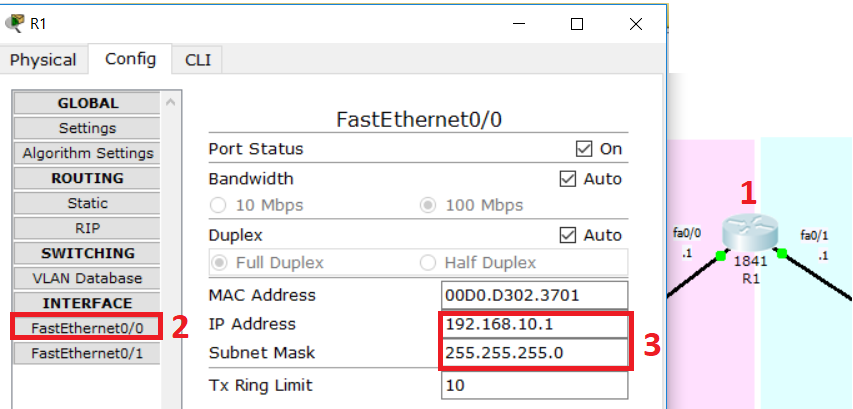 R1
Physical Config CLI
GLOBAL
Settings
Algorithm Settings
ROUTING
Static
RIP
SWITCHING
VLAN Database
INTERFACE
FastEthernet0/0
2
FastEthernet0/1
FastEthernet0/0
Port Status On
Bandwidth Auto
10 Mbps 100 Mbps
Duplex Auto
Full Duplex Half Duplex
MAC Address 00D0.D302.3701
IP Address 192.168.10.1
Subnet Mask 255.255.255.0
3
Tx Ring Limit 10
1
fa0/0 fa0/1
.1 .1
1841
R1